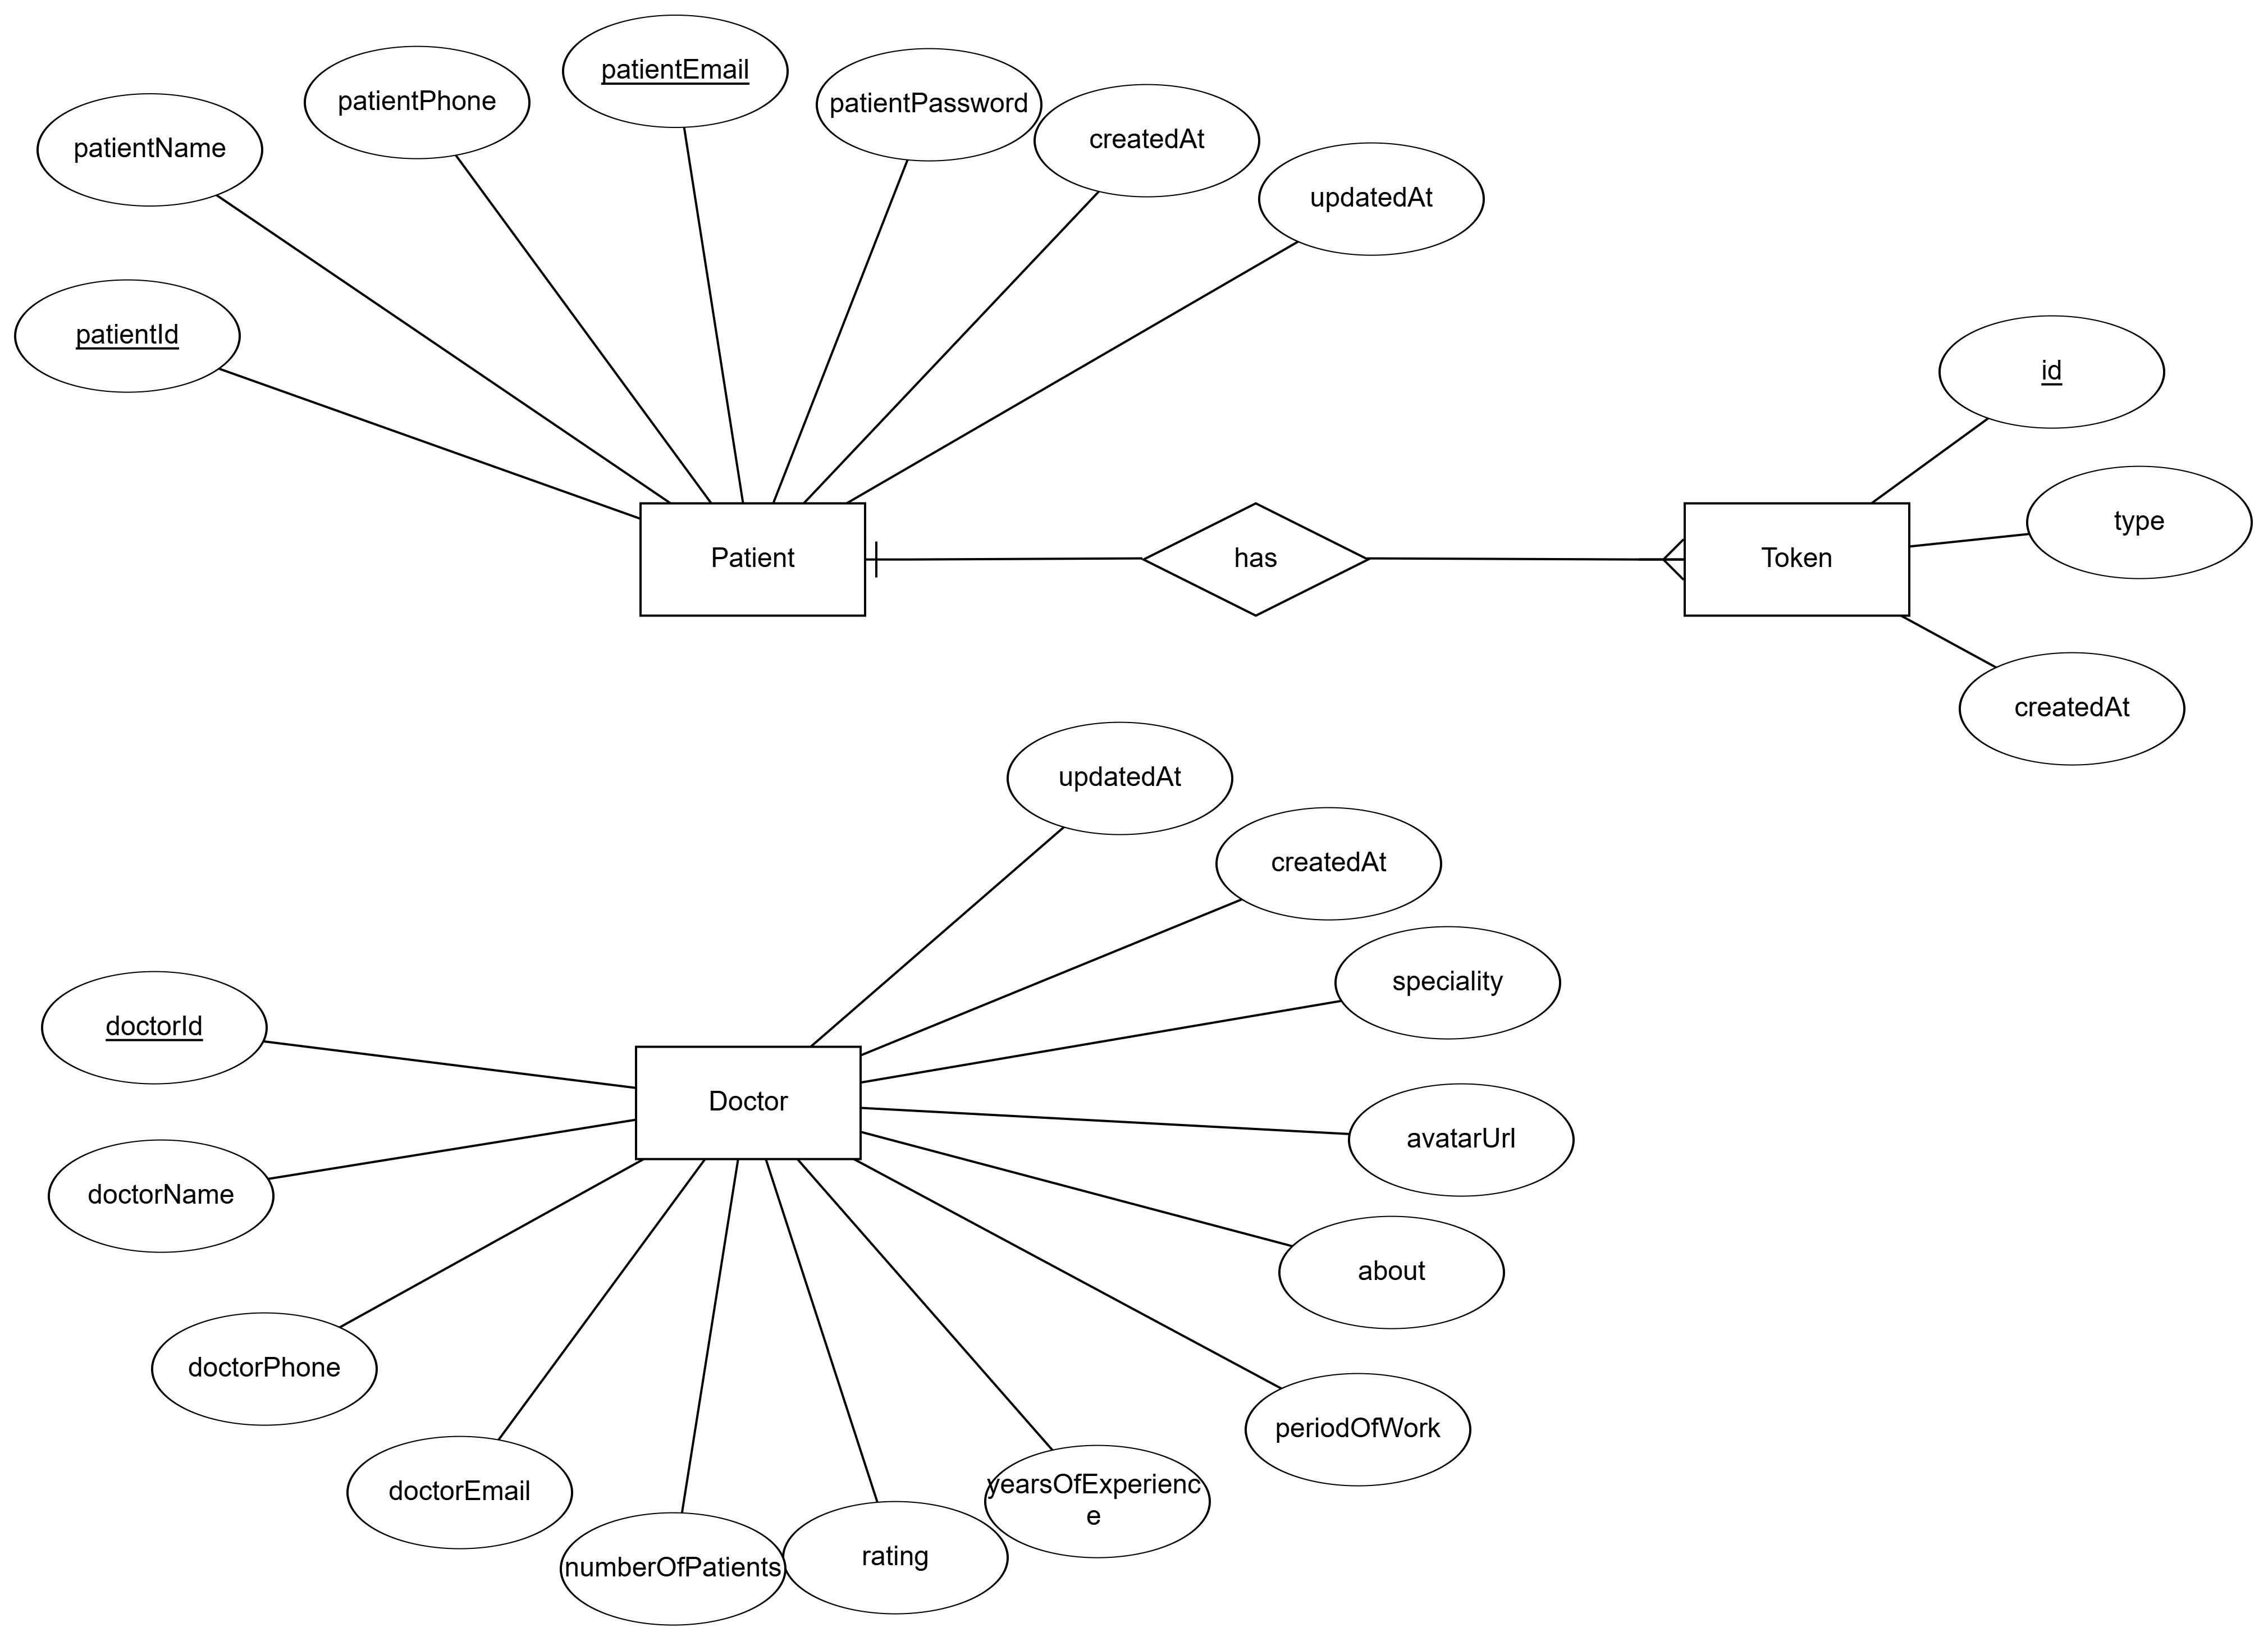 patientEmail
patientPhone
patientPassword
createdAt
patientName
updatedAt
patientId
id
type
Patient
has
Token
createdAt
updatedAt
createdAt
speciality
doctorId
Doctor
avatarUrl
doctorName
about
doctorPhone
periodOfWork
doctorEmail
yearsOfExperienc
e
rating
numberOfPatients